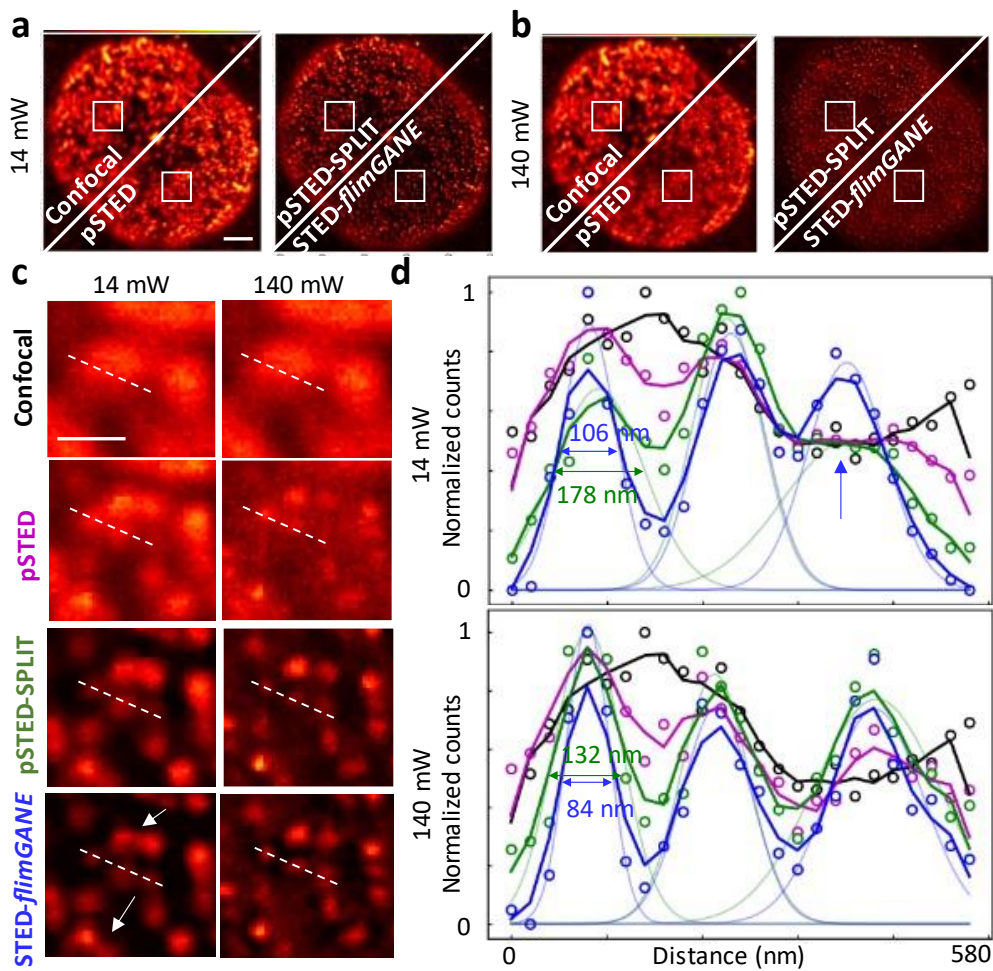 a
b
14 mW
Confocal
pSTED
pSTED-SPLIT
STED-flimGANE
140 mW
Confocal
pSTED
pSTED-SPLIT
STED-flimGANE
c
14 mW
140 mW
Confocal
pSTED
pSTED-SPLIT
STED-flimGANE
d
14 mW
Normalized counts
1
0
106 nm
178 nm
140 mW
Normalized counts
1
0
132 nm
84 nm
0
Distance (nm)
580